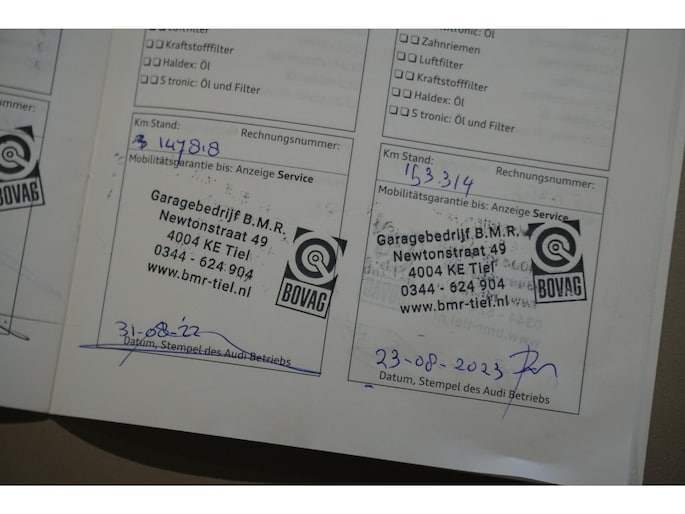 Luftfilter
Kraftstofffilter
Haldex: Öl
S tronic: Öl und Filter
Km Stand:
Rechnungsnummer:
Mobilitätsgarantie bis: Anzeige Service
Garagebedrijf B.M.R.
Newtonstraat 49
4004 KE Tiel
0344 - 624 904
www.bmr-tiel.nl
BOVAG
31-08-'22
Datum, Stempel des Audi Betriebs
Zahnriemen
Luftfilter
Kraftstofffilter
Haldex: Öl
S tronic: Öl und Filter
Km Stand:
153.314
Rechnungsnummer:
Mobilitätsgarantie bis: Anzeige Service
Garagebedrijf B.M.R.
Newtonstraat 49
4004 KE Tiel
0344 - 624 904
www.bmr-tiel.nl
BOVAG
23-08-2023
Datum, Stempel des Audi Betriebs
BOVAG